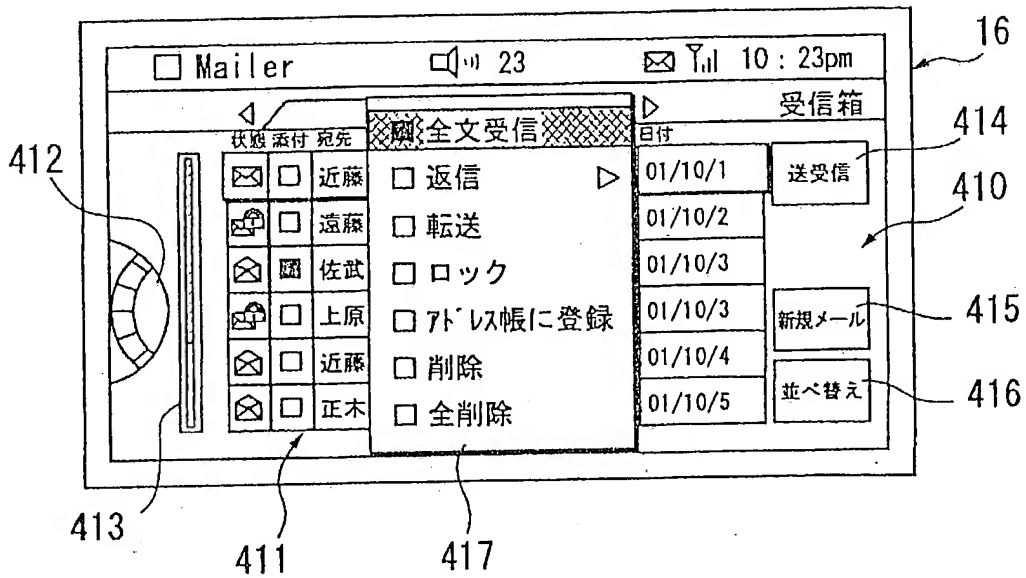 16
Mailer 23 10:23pm
受信箱
状態 添付 宛先 日付
全文受信
返信
転送
ロック
アドレス帳に登録
削除
全削除
近藤 01/10/1
遠藤 01/10/2
佐武 01/10/3
上原 01/10/3
近藤 01/10/4
正木 01/10/5
送受信
新規メール
並べ替え
412
414
410
415
416
413
411
417